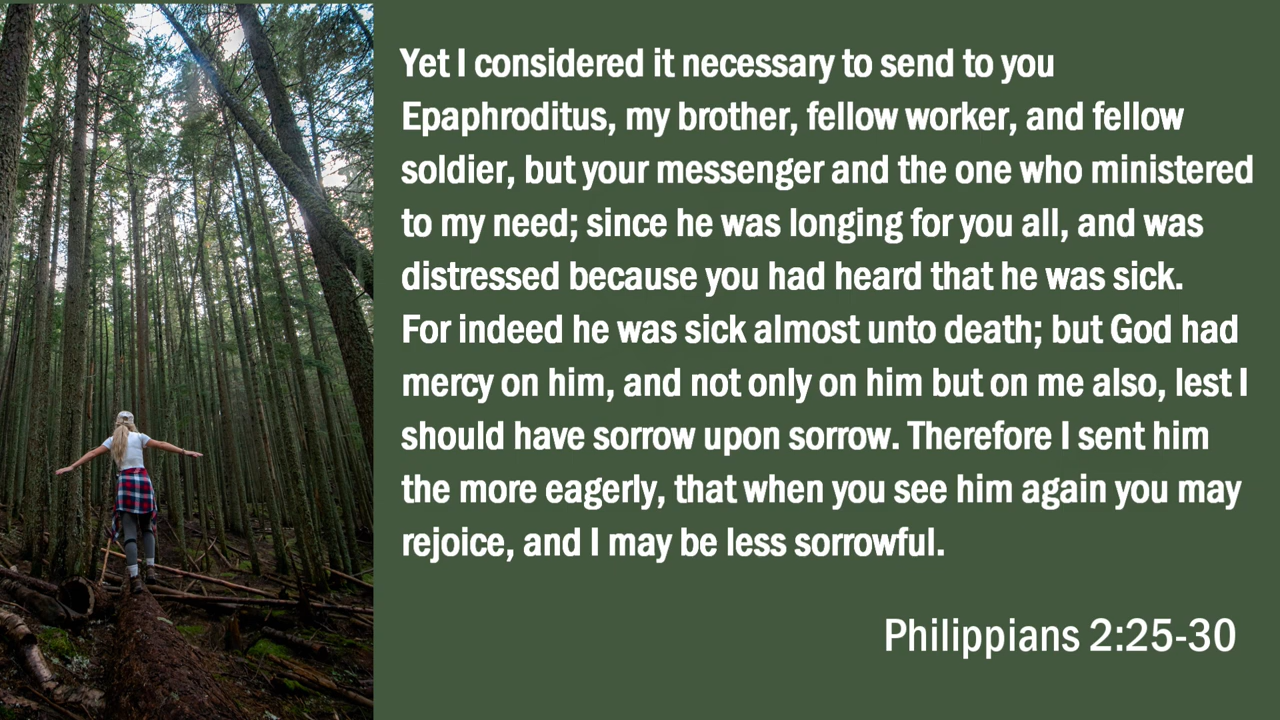 Yet I considered it necessary to send to you
Epaphroditus, my brother, fellow worker, and fellow
soldier, but your messenger and the one who ministered
to my need; since he was longing for you all, and was
distressed because you had heard that he was sick.
For indeed he was sick almost unto death; but God had
mercy on him, and not only on him but on me also, lest I
should have sorrow upon sorrow. Therefore I sent him
the more eagerly, that when you see him again you may
rejoice, and I may be less sorrowful.
Philippians 2:25-30